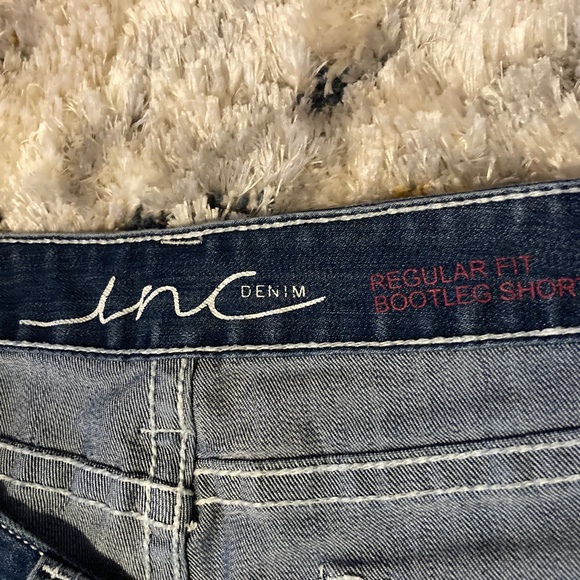 inc DENIM
REGULAR FIT
BOOTLEG SHOR